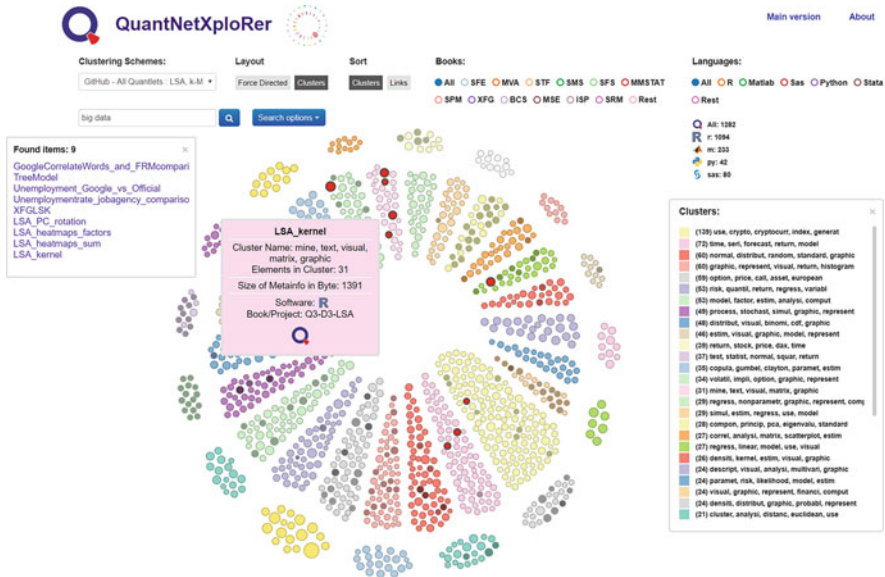 QuantNetXploRer
Main version About
Clustering Schemes: Layout Sort Books: Languages:
GitHub - All Quantlets : LSA, k-M Force Directed Clusters Clusters Links All SFE MVA STF SMS SFS MMSTAT All R Matlab Sas Python Stata
SPM XFG BCS MSE ISP SRM Rest Rest
big data Search options
All: 1282
r: 1094
m: 233
py: 42
sas: 80
Found items: 9
GoogleCorrelateWords_and_FRMcompari
TreeModel
Unemployment_Google_vs_Official
Unemploymentrate_jobagency_compariso
XFGLSK
LSA_PC_rotation
LSA_heatmaps_factors
LSA_heatmaps_sum
LSA_kernel
LSA_kernel
Cluster Name: mine, text, visual,
matrix, graphic
Elements in Cluster: 31
Size of Metainfo in Byte: 1391
Software: R
Book/Project: Q3-D3-LSA
Clusters:
(139) use, crypto, cryptocurr, index, generat
(72) time, seri, forecast, return, model
(60) normal, distribut, random, standard, graphic
(60) graphic, represent, visual, return, histogram
(59) option, price, call, asset, european
(53) risk, quantil, return, regress, variabl
(53) model, factor, estim, analysi, comput
(49) process, stochast, simul, graphic, represent
(48) distribut, visual, binomi, cdf, graphic
(46) estim, visual, graphic, model, represent
(39) return, stock, price, dax, time
(37) test, statist, normal, squar, return
(35) copula, gumbel, clayton, paramet, estim
(34) volatil, impli, option, graphic, represent
(31) mine, text, visual, matrix, graphic
(29) regress, nonparametr, graphic, represent, comp
(29) simul, estim, regress, use, model
(28) compon, princip, pca, eigenvalu, standard
(27) correl, analysi, matrix, scatterplot, estim
(27) regress, linear, model, use, visual
(26) densiti, kernel, estim, visual, graphic
(24) descript, visual, analysi, multivari, graphic
(24) paramet, risk, likelihood, model, estim
(24) visual, graphic, represent, financi, comput
(24) densiti, distribut, graphic, probabl, represent
(21) cluster, analysi, distanc, euclidean, use